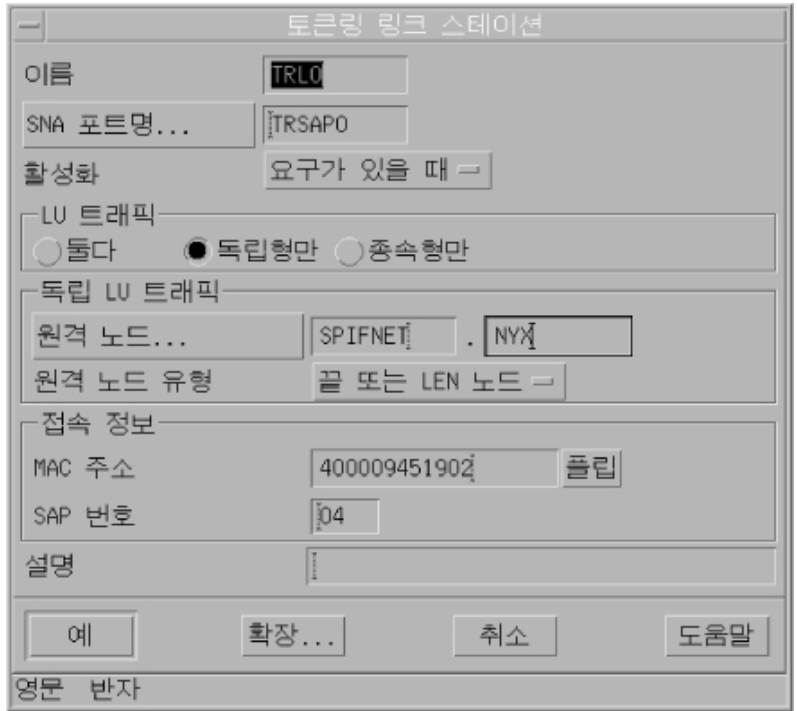 토큰링 링크 스테이션
이름 TRL0
SNA 포트명... TRSAP0
활성화 요구가 있을 때
LU 트래픽
둘다 독립형만 종속형만
독립 LU 트래픽
원격 노드... SPIFNET . NYX
원격 노드 유형 끝 또는 LEN 노드
접속 정보
MAC 주소 400009451902 플립
SAP 번호 04
설명
예 확장... 취소 도움말
영문 반자